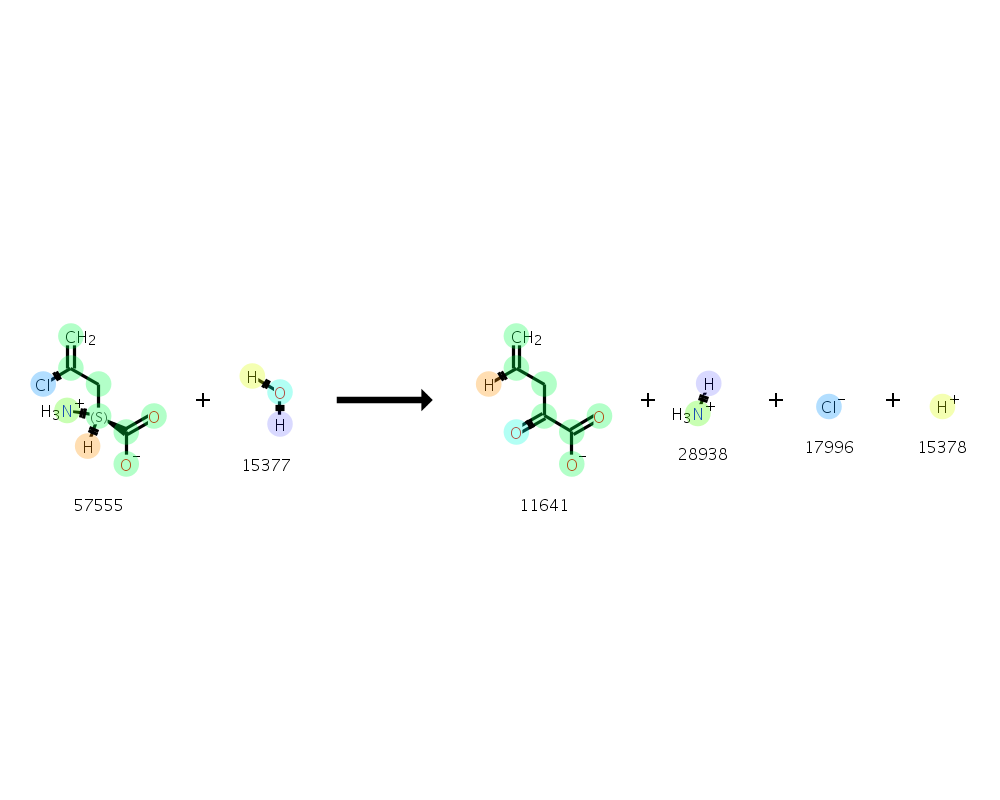 CH2 CH2
Cl H H H
H3N+ (S) O + O + H3N+ + Cl- + H+
H O- H O O- 
57555 15377 11641 28938 17996 15378